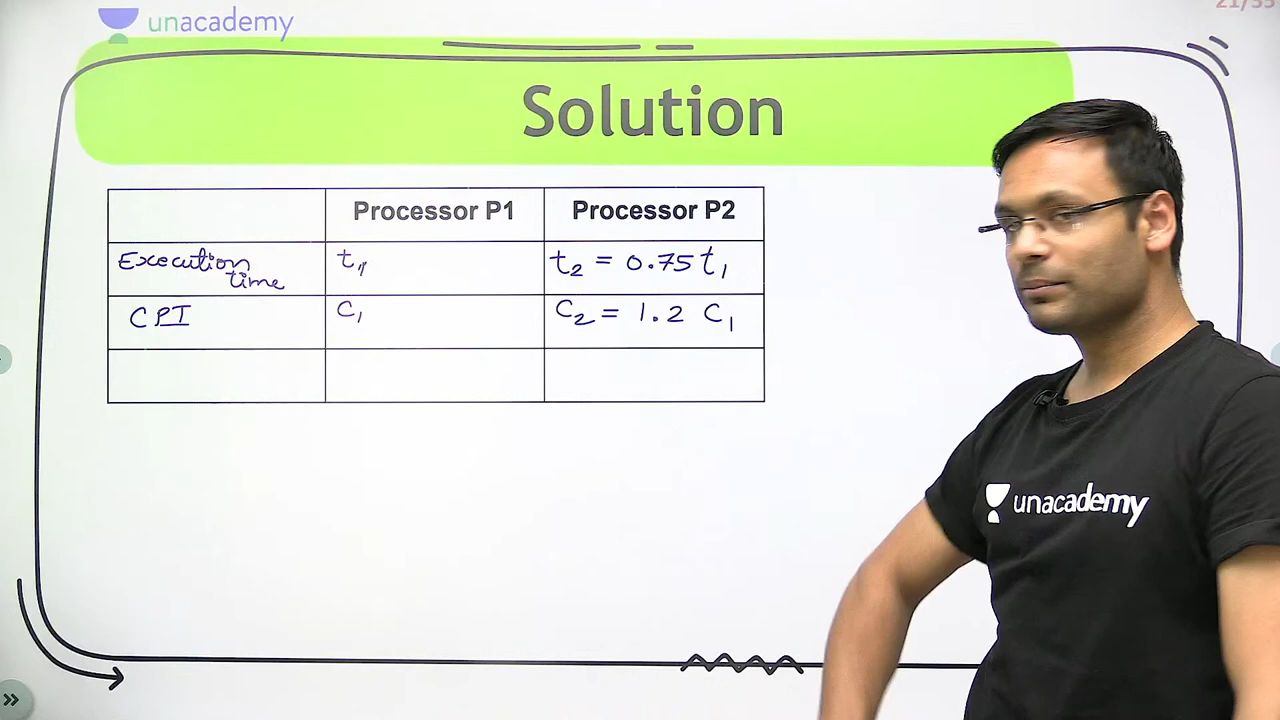 unacademy
Solution
Processor P1 Processor P2
Execution time t1 t2 = 0.75 t1
CPI C1 C2 = 1.2 C1
unacademy